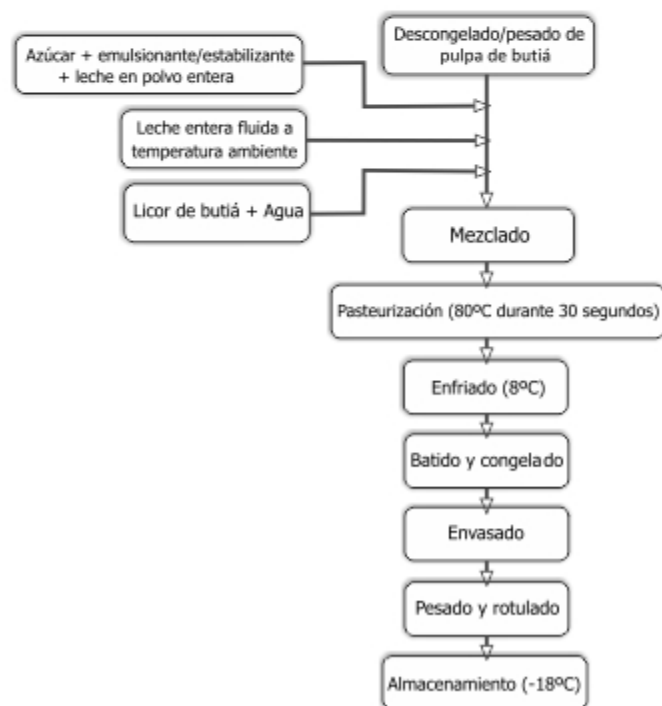 Descongelado/pesado de
pulpa de butiá
Azúcar + emulsionante/estabilizante
+ leche en polvo entera
Leche entera fluida a
temperatura ambiente
Licor de butiá + Agua
Mezclado
Pasteurización (80ºC durante 30 segundos)
Enfriado (8ºC)
Batido y congelado
Envasado
Pesado y rotulado
Almacenamiento (-18ºC)